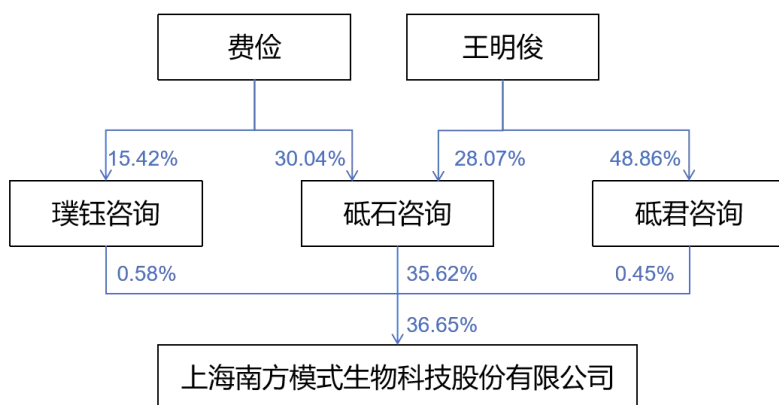 费俭
王明俊
15.42%
30.04%
28.07%
48.86%
璞钰咨询
砥石咨询
砥君咨询
0.58%
35.62%
0.45%
36.65%
上海南方模式生物科技股份有限公司